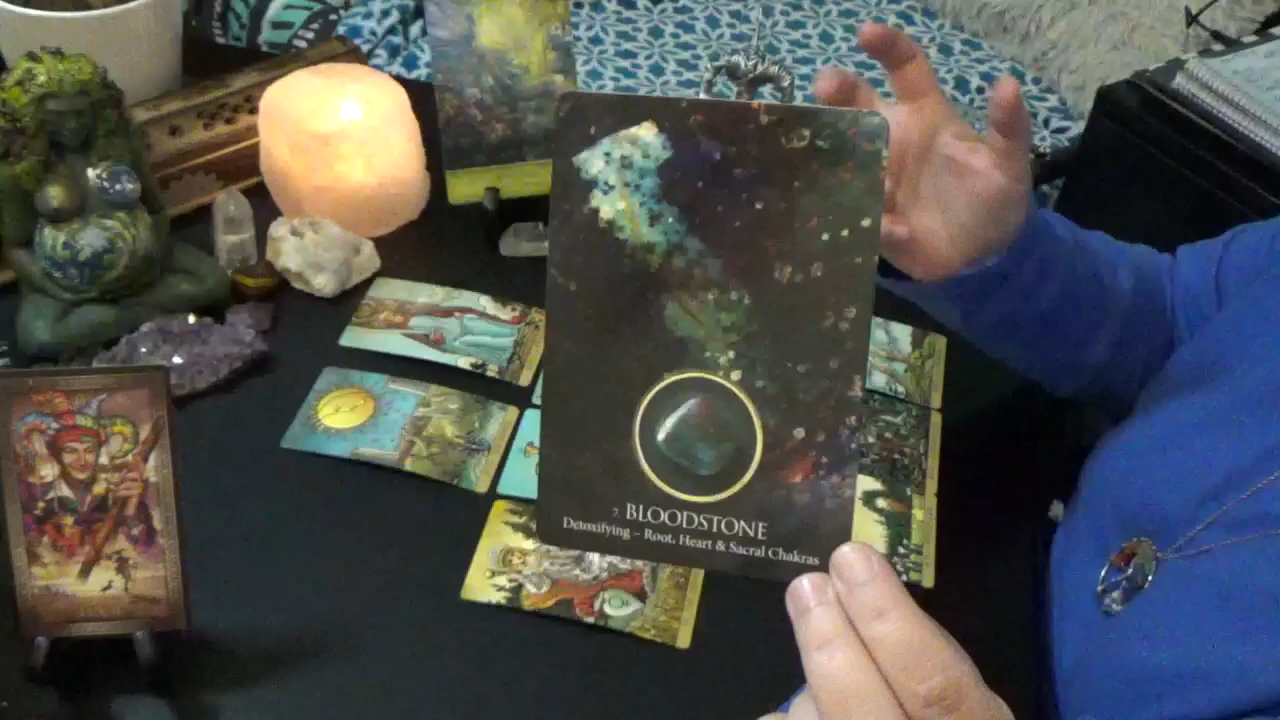 7. BLOODSTONE
Detoxifying – Root, Heart & Sacral Chakras